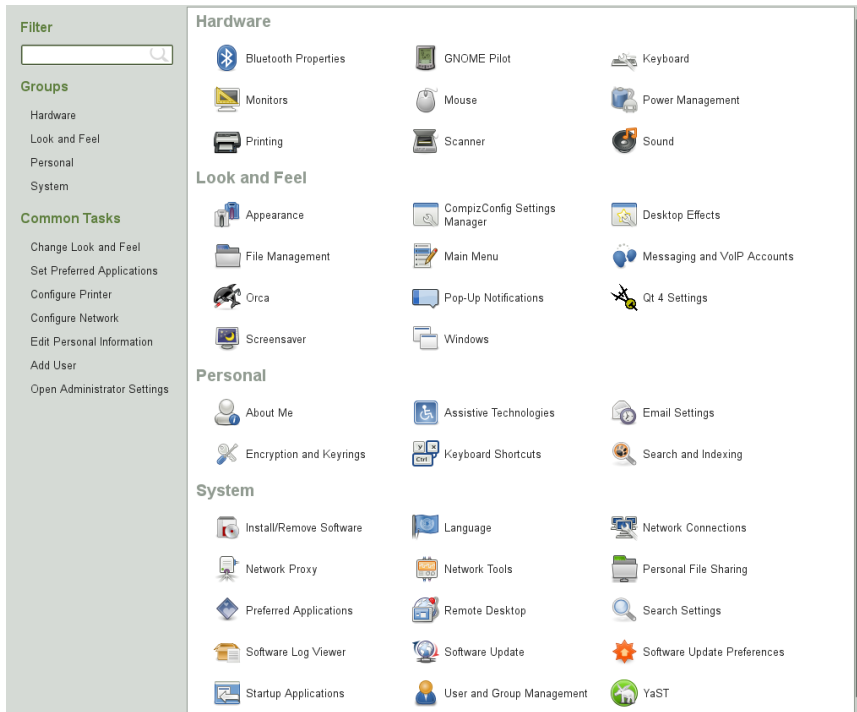 Filter
Groups
Hardware
Look and Feel
Personal
System
Common Tasks
Change Look and Feel
Set Preferred Applications
Configure Printer
Configure Network
Edit Personal Information
Add User
Open Administrator Settings
Hardware
Bluetooth Properties
GNOME Pilot
Keyboard
Monitors
Mouse
Power Management
Printing
Scanner
Sound
Look and Feel
Appearance
CompizConfig Settings
Manager
Desktop Effects
File Management
Main Menu
Messaging and VoIP Accounts
Orca
Pop-Up Notifications
Qt 4 Settings
Screensaver
Windows
Personal
About Me
Assistive Technologies
Email Settings
Encryption and Keyrings
Y X
Ctrl
Keyboard Shortcuts
Search and Indexing
System
Install/Remove Software
Language
Network Connections
Network Proxy
Network Tools
Personal File Sharing
Preferred Applications
Remote Desktop
Search Settings
Software Log Viewer
Software Update
Software Update Preferences
Startup Applications
User and Group Management
YaST